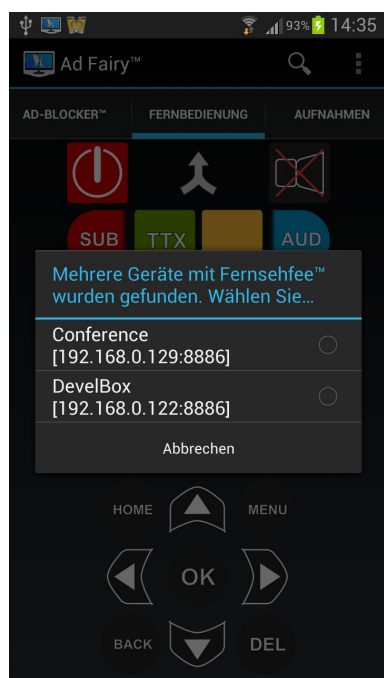 93% 14:35
Ad Fairy™
AD-BLOCKER™ FERNBEDIENUNG AUFNAHMEN
SUB TTX AUD
Mehrere Geräte mit Fernsehfee™
wurden gefunden. Wählen Sie…
Conference
[192.168.0.129:8886]
DevelBox
[192.168.0.122:8886]
Abbrechen
HOME MENU
OK
BACK DEL